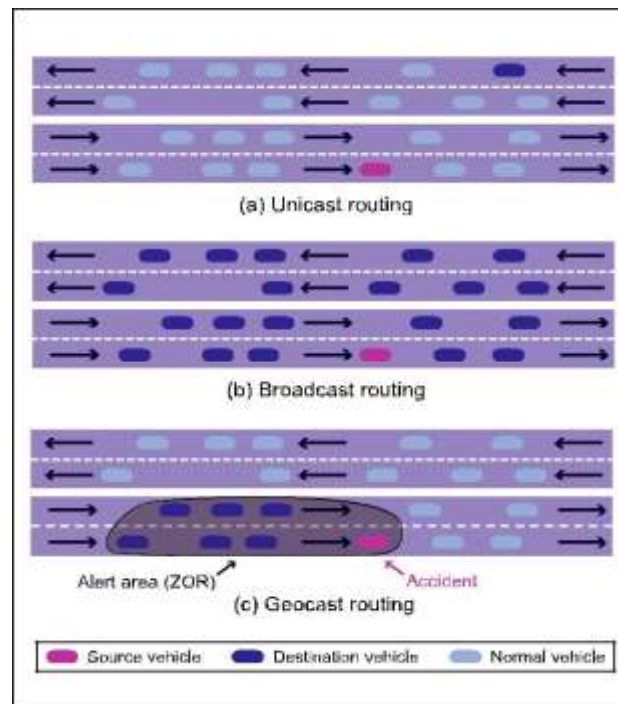 (a) Unicast routing
(b) Broadcast routing
Alert area (ZOR)
Accident
(c) Geocast routing
Source vehicle Destination vehicle Normal vehicle